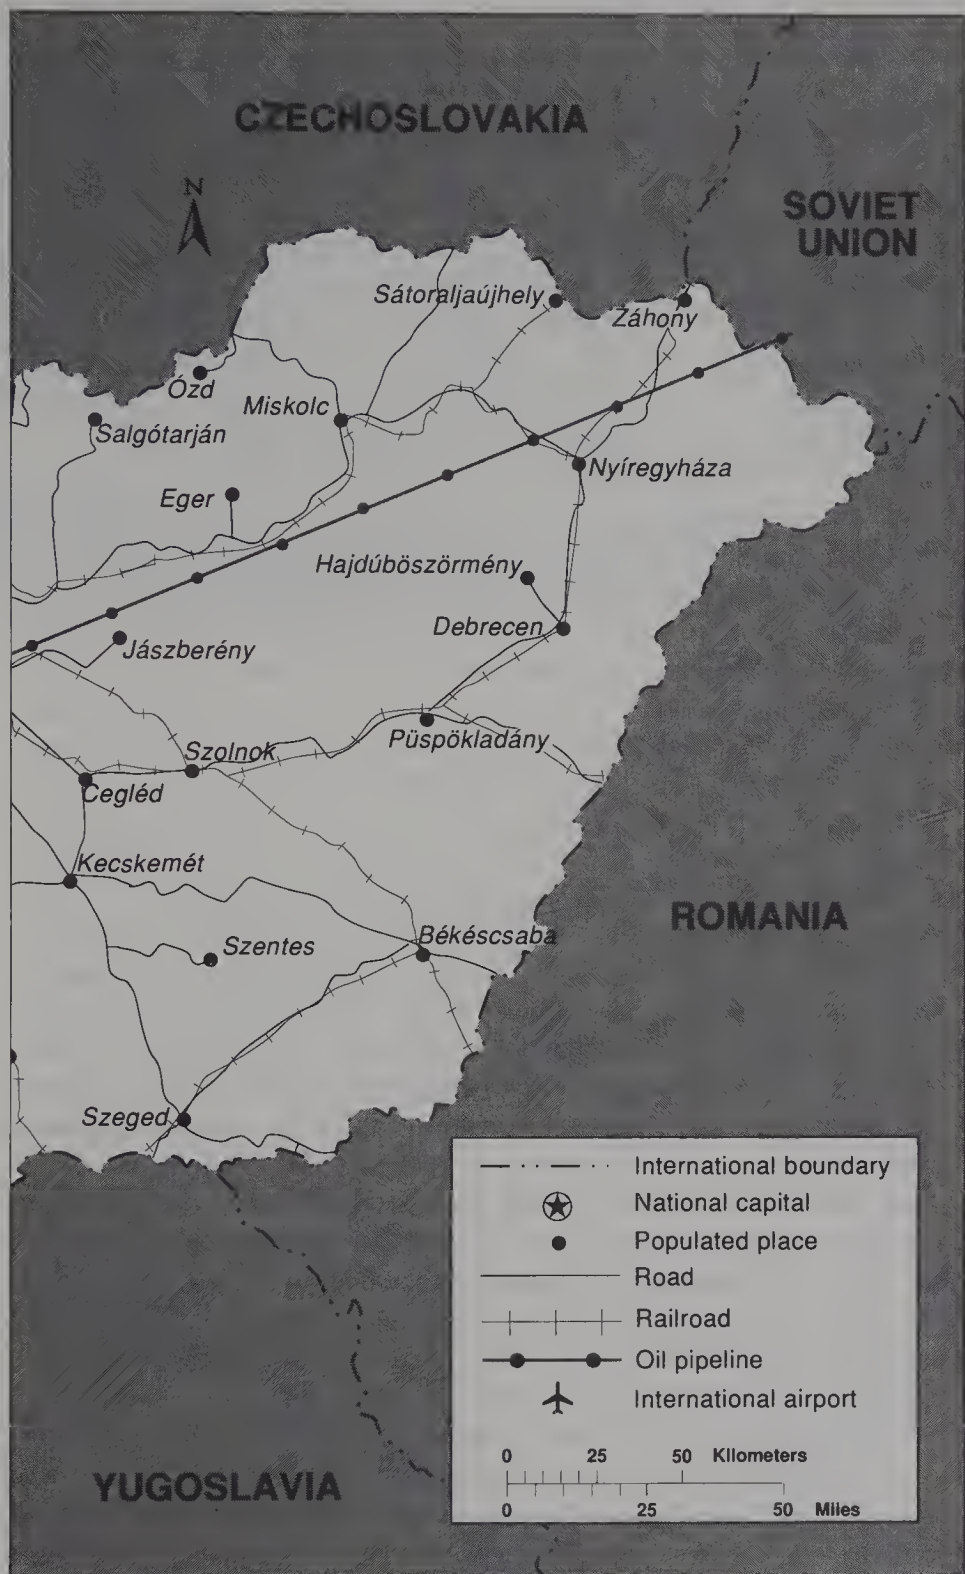 CZECHOSLOVAKIA
N
SOVIET
UNION
Sátoraljaújhely
Záhony
Ózd
Miskolc
Salgótarján
Nyíregyháza
Eger
Hajdúböszörmény
Debrecen
Jászberény
Püspökladány
Szolnok
Cegléd
Kecskemét
ROMANIA
Békéscsaba
Szentes
Szeged
International boundary
National capital
Populated place
Road
Railroad
Oil pipeline
International airport
0 25 50 Kilometers
0 25 50 Miles
YUGOSLAVIA